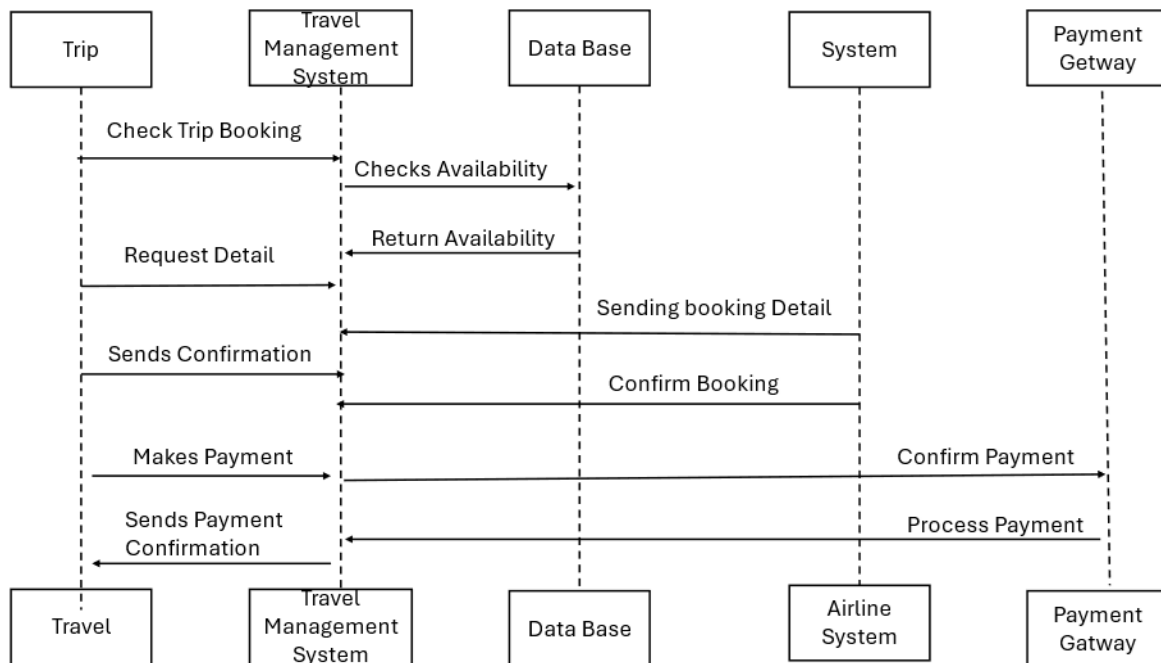 Trip
Travel
Management
System
Data Base
System
Payment
Getway
Check Trip Booking
Checks Availability
Return Availability
Request Detail
Sending booking Detail
Sends Confirmation
Confirm Booking
Makes Payment
Confirm Payment
Sends Payment
Confirmation
Process Payment
Travel
Travel
Management
System
Data Base
Airline
System
Payment
Gatway